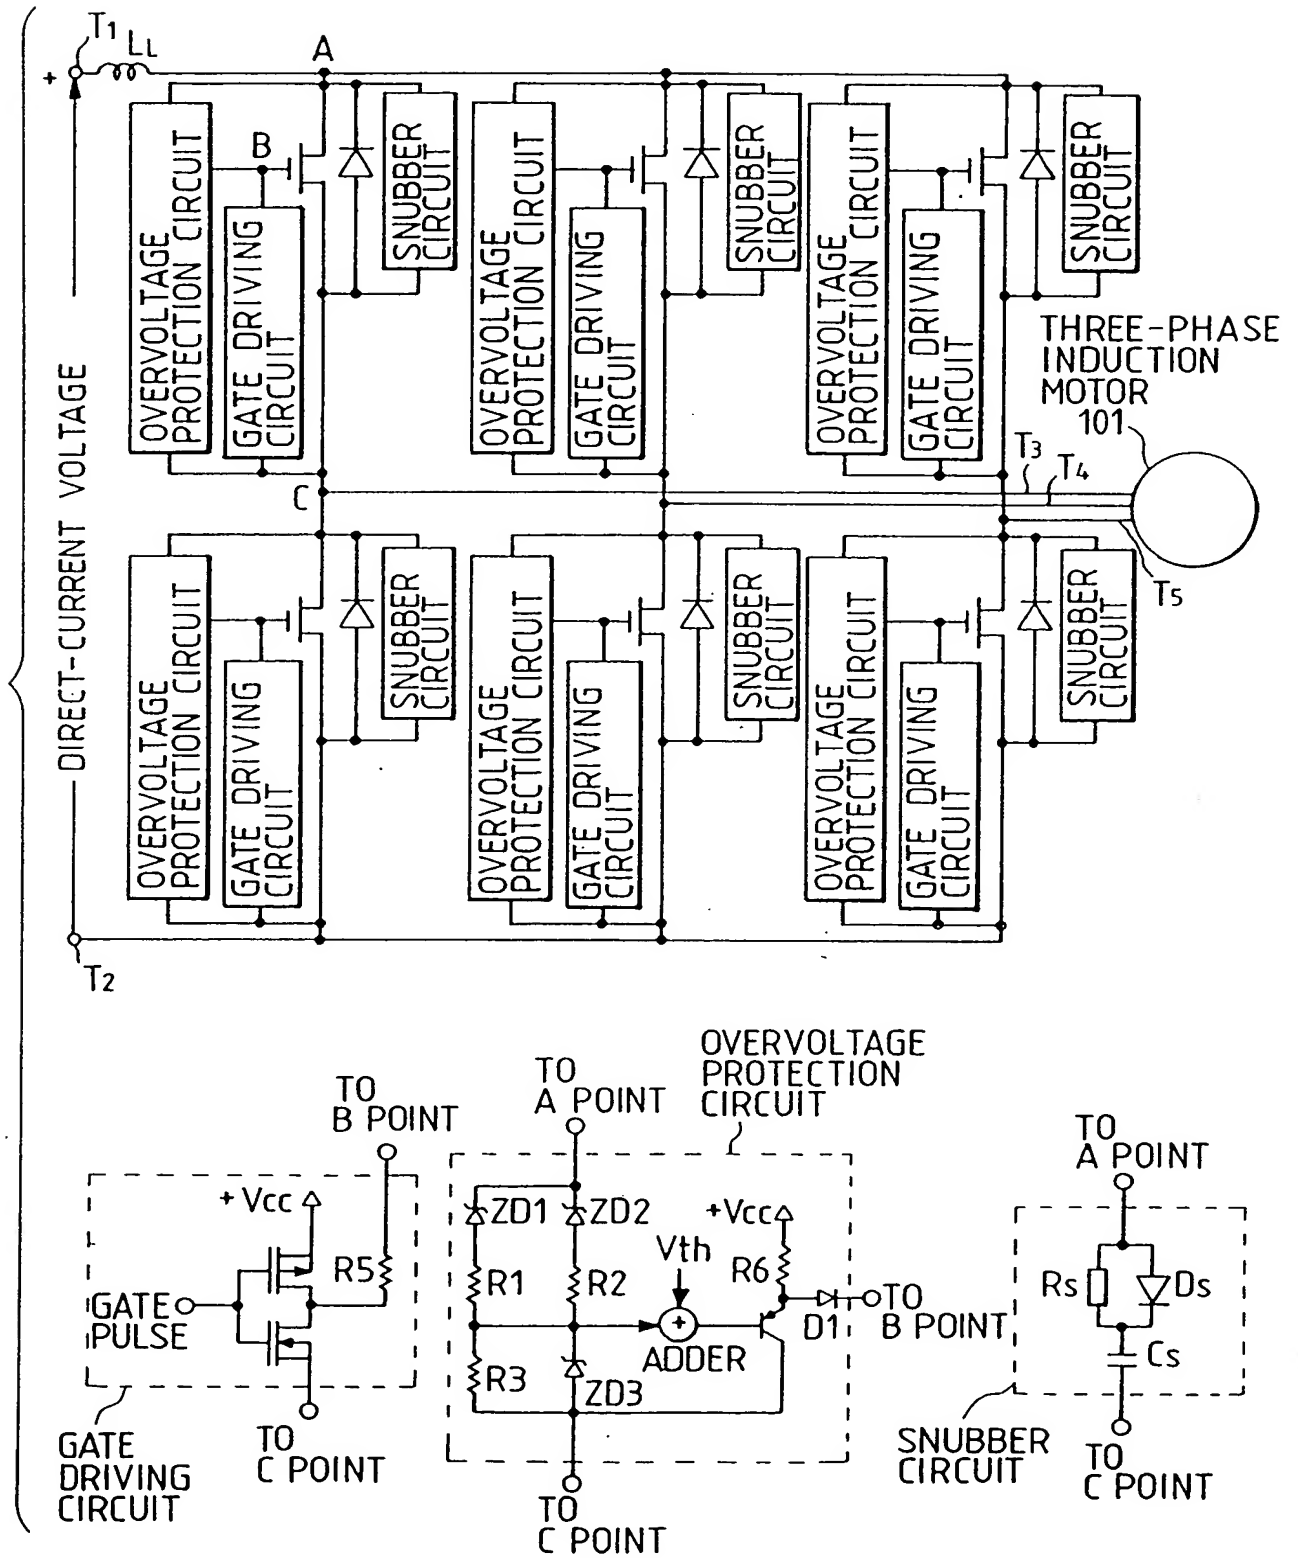 T1
LL
A
+
OVERVOLTAGE
PROTECTION CIRCUIT
B
GATE DRIVING
CIRCUIT
SNUBBER
CIRCUIT
OVERVOLTAGE
PROTECTION CIRCUIT
GATE DRIVING
CIRCUIT
SNUBBER
CIRCUIT
OVERVOLTAGE
PROTECTION CIRCUIT
GATE DRIVING
CIRCUIT
SNUBBER
CIRCUIT
DIRECT-CURRENT VOLTAGE
THREE-PHASE
INDUCTION
MOTOR
101
T3
T4
T5
C
OVERVOLTAGE
PROTECTION CIRCUIT
GATE DRIVING
CIRCUIT
SNUBBER
CIRCUIT
OVERVOLTAGE
PROTECTION CIRCUIT
GATE DRIVING
CIRCUIT
SNUBBER
CIRCUIT
OVERVOLTAGE
PROTECTION CIRCUIT
GATE DRIVING
CIRCUIT
SNUBBER
CIRCUIT
T2
TO
B POINT
+Vcc
R5
GATE
PULSE
TO
C POINT
GATE
DRIVING
CIRCUIT
TO
A POINT
OVERVOLTAGE
PROTECTION
CIRCUIT
ZD1
ZD2
+Vcc
Vth
R1
R2
R6
+
ADDER
D1
TO
B POINT
R3
ZD3
TO
C POINT
TO
A POINT
Rs
Ds
Cs
SNUBBER
CIRCUIT
TO
C POINT